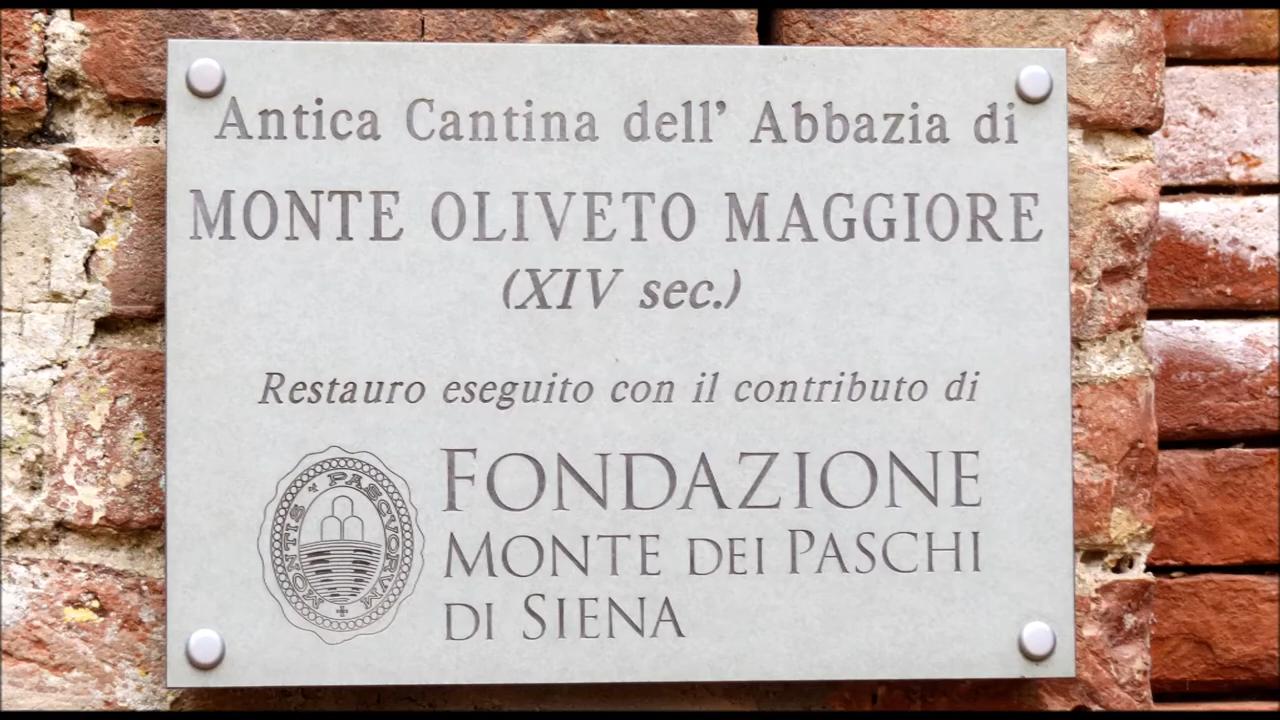 Antica Cantina dell' Abbazia di
MONTE OLIVETO MAGGIORE
(XIV sec.)
Restauro eseguito con il contributo di
FONDAZIONE
MONTE DEI PASCHI
DI SIENA
MONTIS PASCVORVM